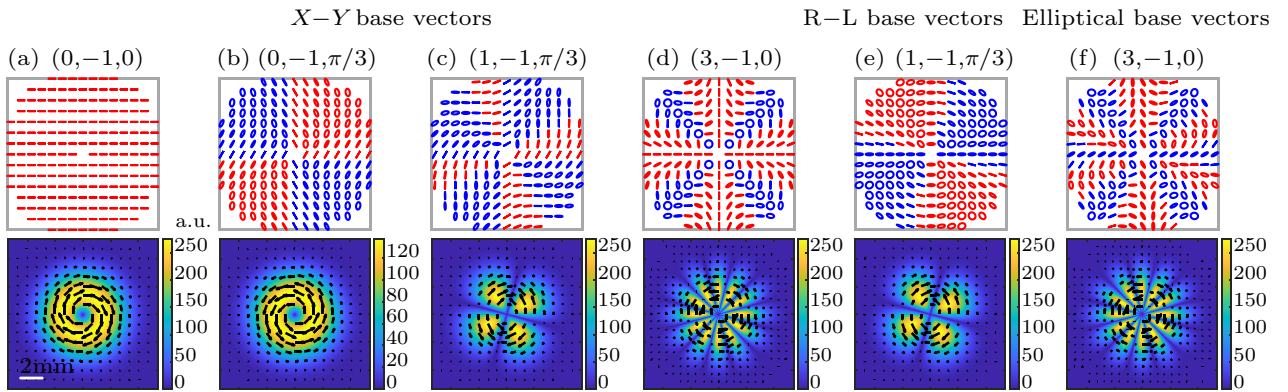 X−Y base vectors R−L base vectors Elliptical base vectors
(a) (0,−1,0) (b) (0,−1,π/3) (c) (1,−1,π/3) (d) (3,−1,0) (e) (1,−1,π/3) (f) (3,−1,0)
a.u.
250 120 250 250 250 250
200 100 200 200 200 200
150 80 150 150 150 150
100 60 100 100 100 100
50 40 50 50 50 50
2mm 20
0 0 0 0 0 0